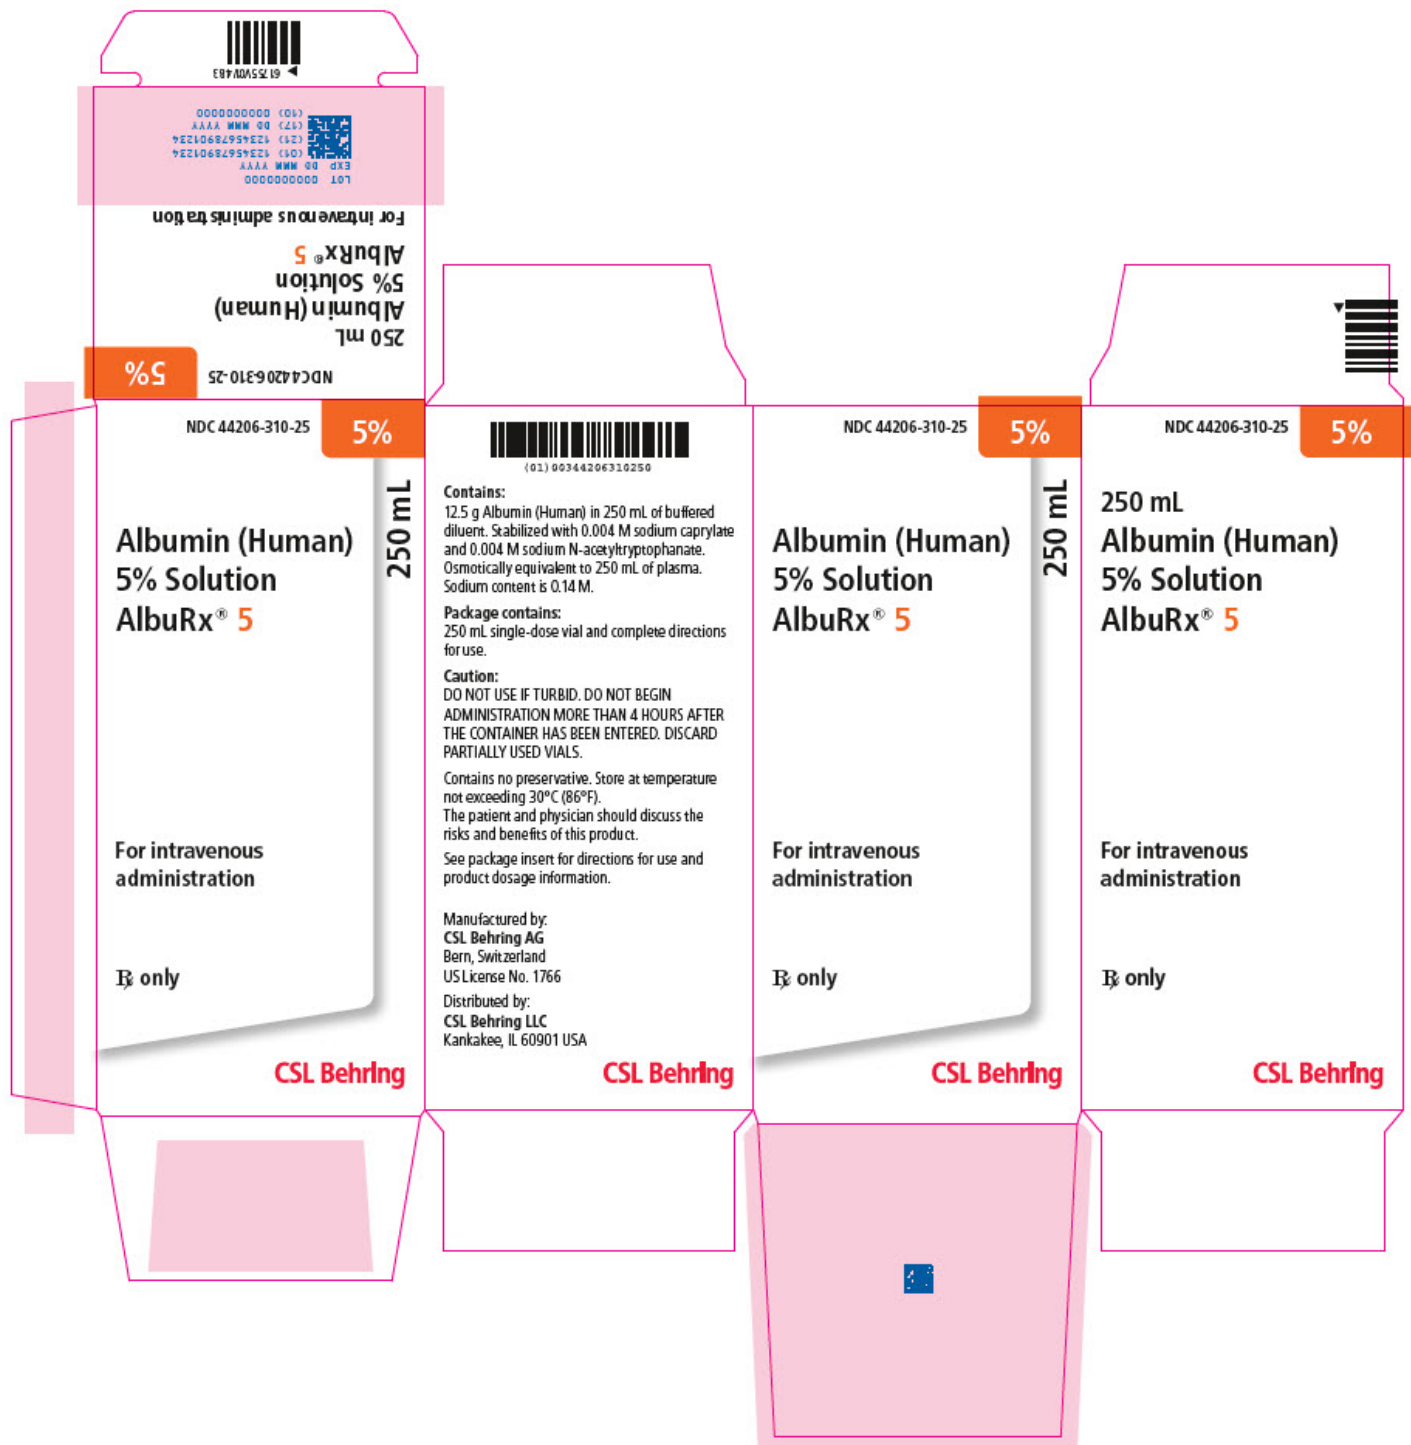 61755V0V4B3
LOT 0000000000
EXP DD MMM YYYY
(01) 12345678901234
(21) 12345678901234
(17) DD MMM YYYY
(10) 0000000000
For intravenous administration
AlbuRx® 5
5% Solution
Albumin (Human)
250 mL
NDC 44206-310-25
5%
NDC 44206-310-25
5%
250 mL
Albumin (Human)
5% Solution
AlbuRx® 5
For intravenous
administration
Rx only
CSL Behring
(01)00344206310250
Contains:
12.5 g Albumin (Human) in 250 mL of buffered
diluent. Stabilized with 0.004 M sodium caprylate
and 0.004 M sodium N-acetyltryptophanate.
Osmotically equivalent to 250 mL of plasma.
Sodium content is 0.14 M.
Package contains:
250 mL single-dose vial and complete directions
for use.
Caution:
DO NOT USE IF TURBID. DO NOT BEGIN
ADMINISTRATION MORE THAN 4 HOURS AFTER
THE CONTAINER HAS BEEN ENTERED. DISCARD
PARTIALLY USED VIALS.
Contains no preservative. Store at temperature
not exceeding 30°C (86°F).
The patient and physician should discuss the
risks and benefits of this product.
See package insert for directions for use and
product dosage information.
Manufactured by:
CSL Behring AG
Bern, Switzerland
US License No. 1766
Distributed by:
CSL Behring LLC
Kankakee, IL 60901 USA
CSL Behring
NDC 44206-310-25
5%
250 mL
Albumin (Human)
5% Solution
AlbuRx® 5
For intravenous
administration
Rx only
CSL Behring
NDC 44206-310-25
5%
250 mL
Albumin (Human)
5% Solution
AlbuRx® 5
For intravenous
administration
Rx only
CSL Behring